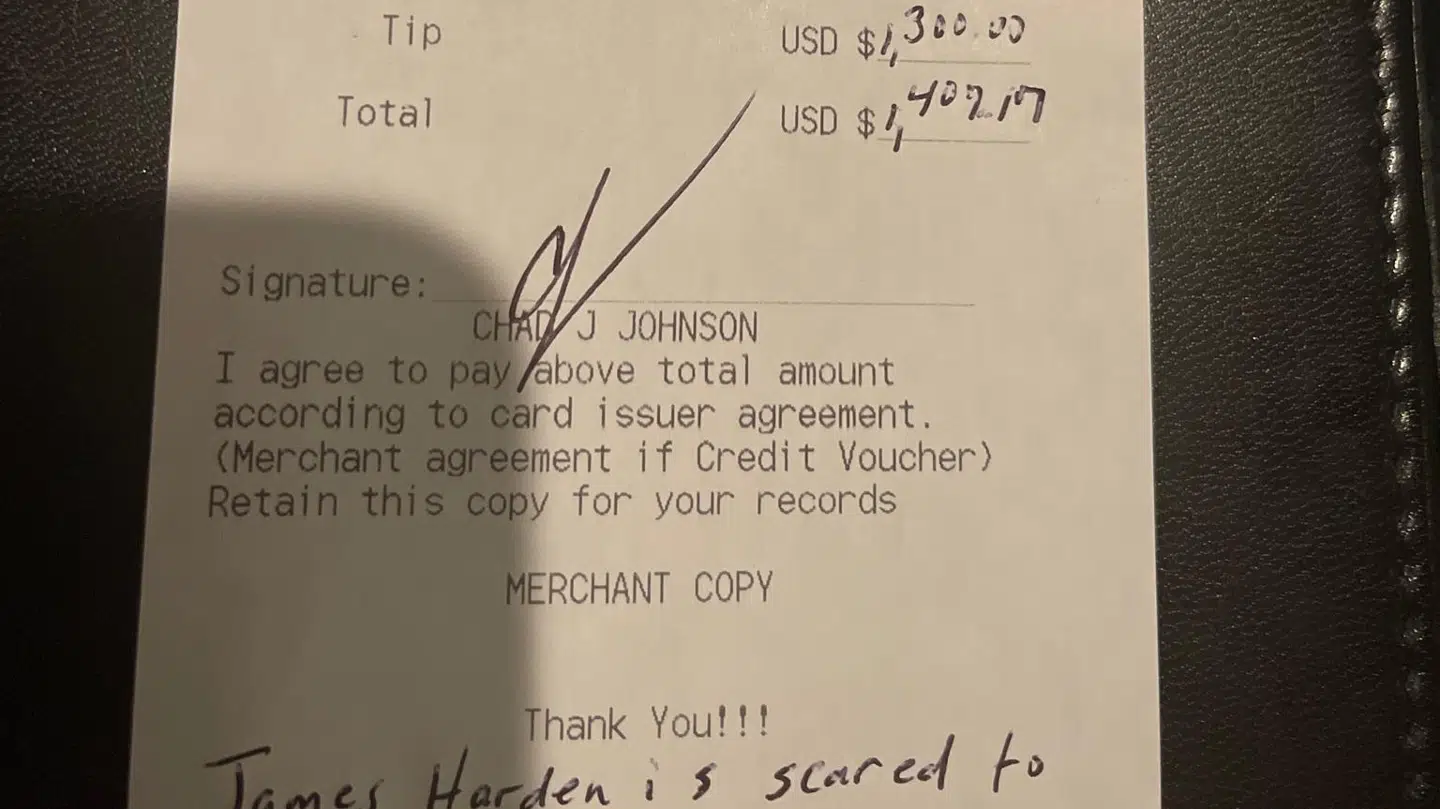 Tip USD $1,300.00
Total USD $1,407.17
Signature:
CHAD J JOHNSON
I agree to pay above total amount
according to card issuer agreement.
(Merchant agreement if Credit Voucher)
Retain this copy for your records
MERCHANT COPY
Thank You!!!
James Harden is scared to